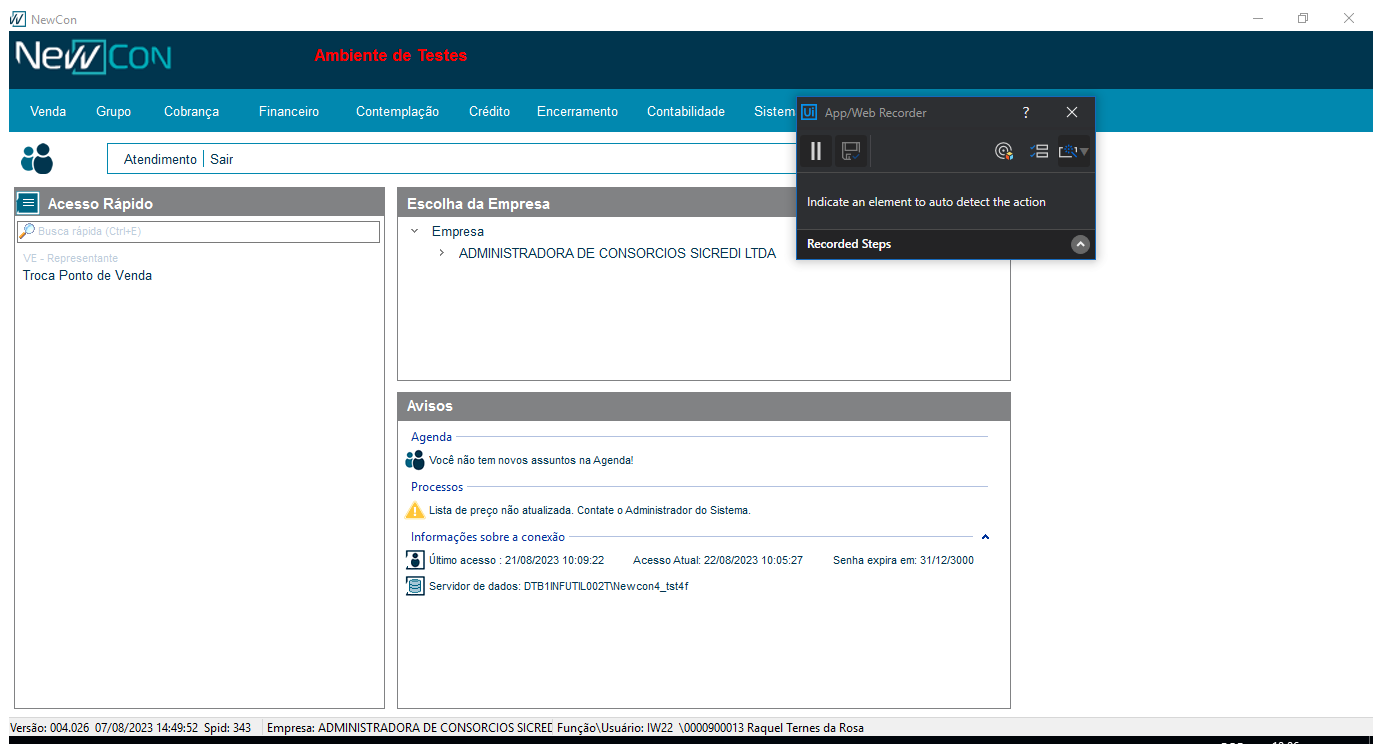 NewCon
NewCon
Ambiente de Testes
Venda Grupo Cobrança Financeiro Contemplação Crédito Encerramento Contabilidade Sistem
Ui App/Web Recorder ?
Indicate an element to auto detect the action
Recorded Steps
Atendimento Sair
Acesso Rápido
Busca rápida (Ctrl+E)
VE - Representante
Troca Ponto de Venda
Escolha da Empresa
Empresa
ADMINISTRADORA DE CONSORCIOS SICREDI LTDA
Avisos
Agenda
Você não tem novos assuntos na Agenda!
Processos
Lista de preço não atualizada. Contate o Administrador do Sistema.
Informações sobre a conexão
Último acesso : 21/08/2023 10:09:22 Acesso Atual: 22/08/2023 10:05:27 Senha expira em: 31/12/3000
Servidor de dados: DTB1INFUTIL002T\Newcon4_tst4f
Versão: 004.026 07/08/2023 14:49:52 Spid: 343 Empresa: ADMINISTRADORA DE CONSORCIOS SICREL Função\Usuário: IW22 \0000900013 Raquel Ternes da Rosa